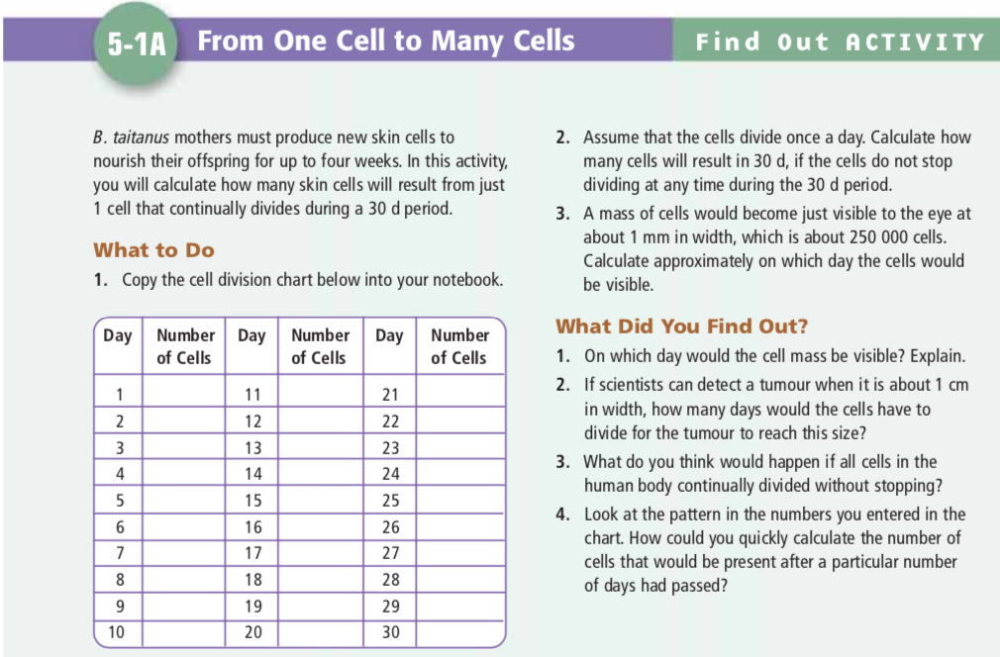 5-1A From One Cell to Many Cells
Find Out ACTIVITY
B. taitanus mothers must produce new skin cells to
nourish their offspring for up to four weeks. In this activity,
you will calculate how many skin cells will result from just
1 cell that continually divides during a 30 d period.
What to Do
1. Copy the cell division chart below into your notebook.
Day Number of Cells Day Number of Cells Day Number of Cells
1 11 21
2 12 22
3 13 23
4 14 24
5 15 25
6 16 26
7 17 27
8 18 28
9 19 29
10 20 30
2. Assume that the cells divide once a day. Calculate how
many cells will result in 30 d, if the cells do not stop
dividing at any time during the 30 d period.
3. A mass of cells would become just visible to the eye at
about 1 mm in width, which is about 250 000 cells.
Calculate approximately on which day the cells would
be visible.
What Did You Find Out?
1. On which day would the cell mass be visible? Explain.
2. If scientists can detect a tumour when it is about 1 cm
in width, how many days would the cells have to
divide for the tumour to reach this size?
3. What do you think would happen if all cells in the
human body continually divided without stopping?
4. Look at the pattern in the numbers you entered in the
chart. How could you quickly calculate the number of
cells that would be present after a particular number
of days had passed?